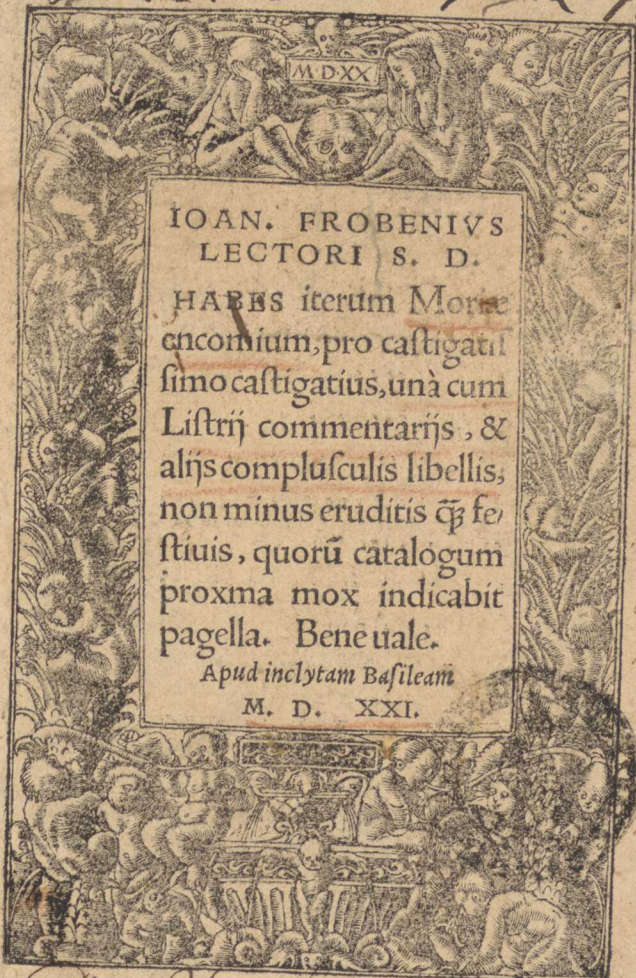 M·D·XX
IOAN. FROBENIVS
LECTORI S. D.
HABES iterum Moriæ
encomium, pro caſtigatiſ
ſimo caſtigatius, unà cum
Liſtrij commentarijs, &
alijs compluſculis libellis,
non minus eruditis q̃ꝫ fe/
ſtiuis, quorũ catalogum
proxma mox indicabit
pagella. Bene uale.
Apud inclytam Baſileam
M. D. XXI.